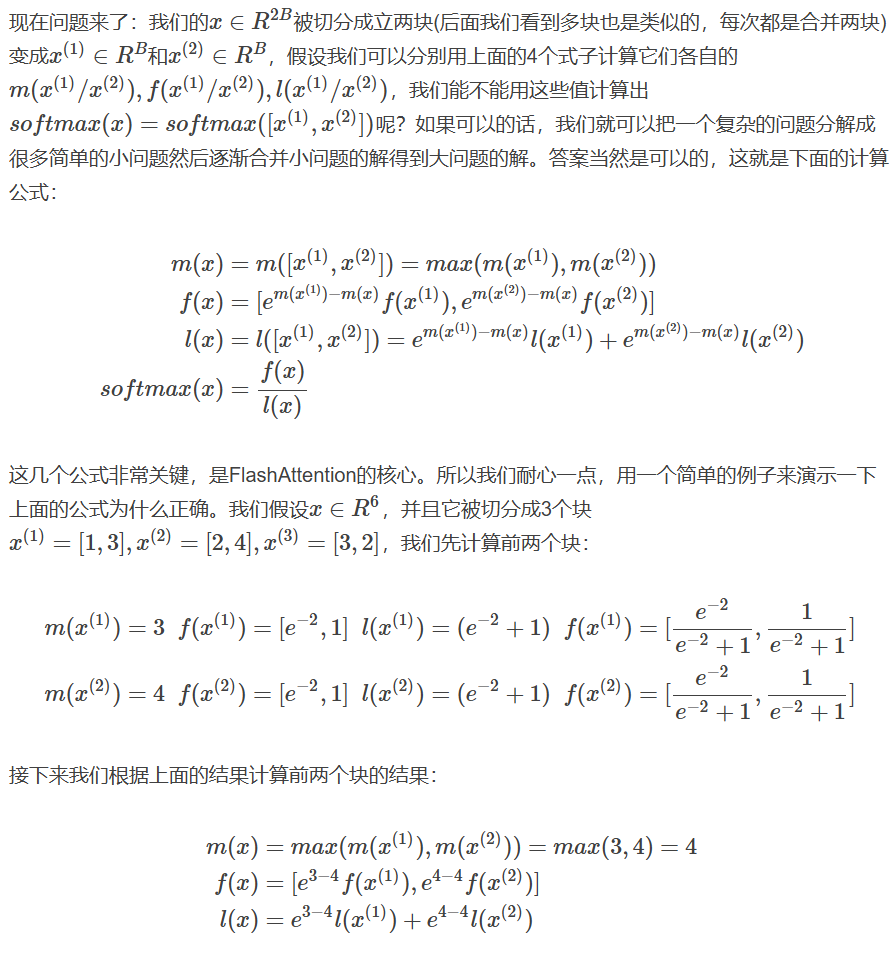 现在问题来了：我们的$x \in R^{2B}$被切分成立两块(后面我们看到多块也是类似的，每次都是合并两块)
变成$x^{(1)} \in R^B$和$x^{(2)} \in R^B$，假设我们可以分别用上面的4个式子计算它们各自的
$m(x^{(1)}/x^{(2)}), f(x^{(1)}/x^{(2)}), l(x^{(1)}/x^{(2)})$，我们能不能用这些值计算出
$softmax(x) = softmax([x^{(1)}, x^{(2)}])$呢？如果可以的话，我们就可以把一个复杂的问题分解成
很多简单的小问题然后逐渐合并小问题的解得到大问题的解。答案当然是可以的，这就是下面的计算
公式：
$m(x) = m([x^{(1)}, x^{(2)}]) = max(m(x^{(1)}), m(x^{(2)}))$
$f(x) = [e^{m(x^{(1)})-m(x)} f(x^{(1)}), e^{m(x^{(2)})-m(x)} f(x^{(2)})]$
$l(x) = l([x^{(1)}, x^{(2)}]) = e^{m(x^{(1)})-m(x)} l(x^{(1)}) + e^{m(x^{(2)})-m(x)} l(x^{(2)})$
$softmax(x) = \frac{f(x)}{l(x)}$
这几个公式非常关键，是FlashAttention的核心。所以我们耐心一点，用一个简单的例子来演示一下
上面的公式为什么正确。我们假设$x \in R^6$，并且它被切分成3个块
$x^{(1)} = [1, 3], x^{(2)} = [2, 4], x^{(3)} = [3, 2]$，我们先计算前两个块：
$m(x^{(1)}) = 3 \; f(x^{(1)}) = [e^{-2}, 1] \; l(x^{(1)}) = (e^{-2} + 1) \; f(x^{(1)}) = [\frac{e^{-2}}{e^{-2}+1}, \frac{1}{e^{-2}+1}]$
$m(x^{(2)}) = 4 \; f(x^{(2)}) = [e^{-2}, 1] \; l(x^{(2)}) = (e^{-2} + 1) \; f(x^{(2)}) = [\frac{e^{-2}}{e^{-2}+1}, \frac{1}{e^{-2}+1}]$
接下来我们根据上面的结果计算前两个块的结果：
$m(x) = max(m(x^{(1)}), m(x^{(2)})) = max(3, 4) = 4$
$f(x) = [e^{3-4} f(x^{(1)}), e^{4-4} f(x^{(2)})]$
$l(x) = e^{3-4} l(x^{(1)}) + e^{4-4} l(x^{(2)})$